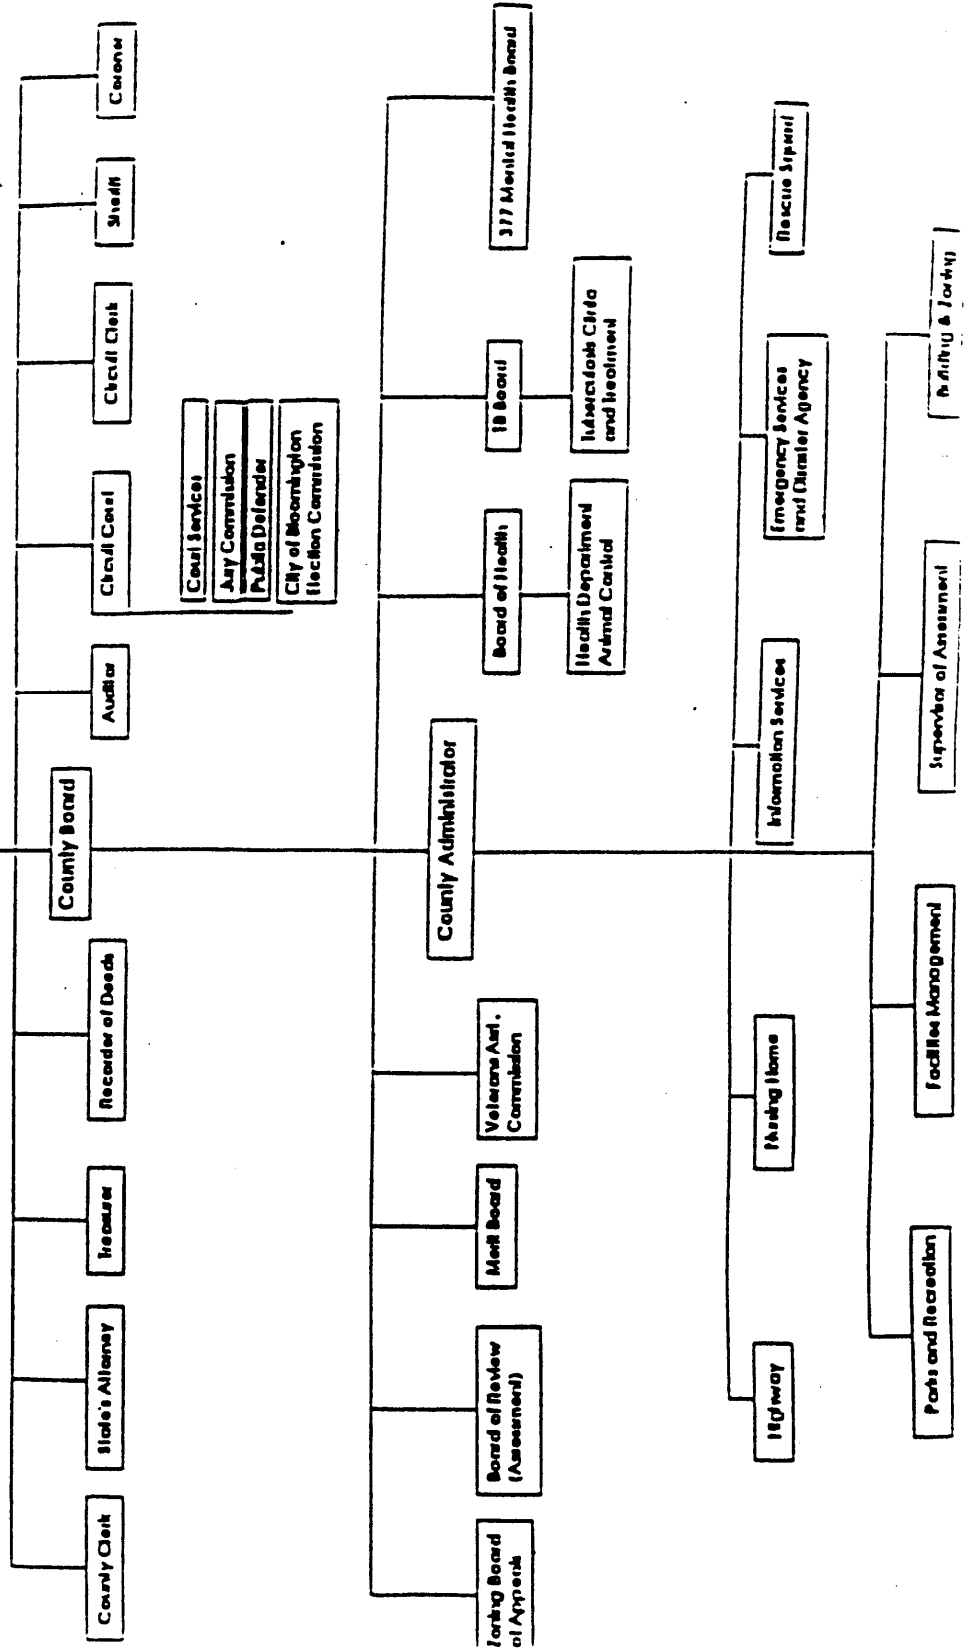 County Board
County Clerk
State's Attorney
Treasurer
Recorder of Deeds
Auditor
Circuit Court
Circuit Clerk
Sheriff
Coroner
Court Services
Jury Commission
Public Defender
City of Bloomington
Election Commission
County Administrator
Zoning Board
of Appeals
Board of Review
(Assessment)
Merit Board
Veterans Asst.
Commission
Board of Health
TB Board
377 Mental Health Board
Health Department
Animal Control
Tuberculosis Clinic
and Treatment
Highway
Nursing Home
Information Services
Emergency Services
and Disaster Agency
Rescue Squad
Parks and Recreation
Facilities Management
Supervisor of Assessment
Building & Zoning